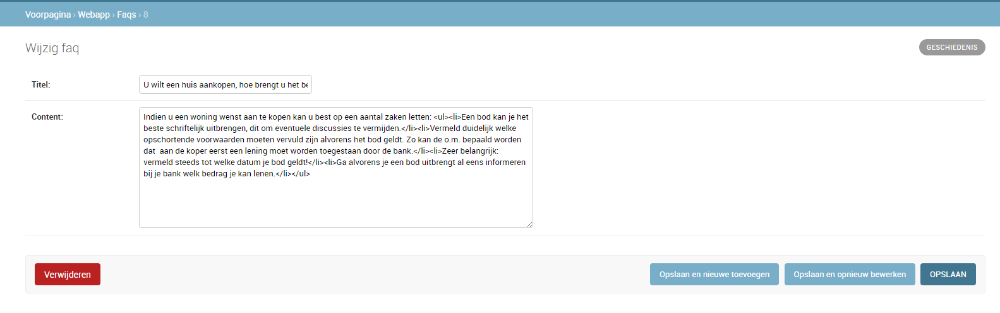 Voorpagina › Webapp › Faqs › 8
Wijzig faq
GESCHIEDENIS
Titel:
U wilt een huis aankopen, hoe brengt u het be
Content:
Indien u een woning wenst aan te kopen kan u best op een aantal zaken letten: <ul><li>Een bod kan je het
beste schriftelijk uitbrengen, dit om eventuele discussies te vermijden.</li><li>Vermeld duidelijk welke
opschortende voorwaarden moeten vervuld zijn alvorens het bod geldt. Zo kan de o.m. bepaald worden
dat  aan de koper eerst een lening moet worden toegestaan door de bank.</li><li>Zeer belangrijk:
vermeld steeds tot welke datum je bod geldt!</li><li>Ga alvorens je een bod uitbrengt al eens informeren
bij je bank welk bedrag je kan lenen.</li></ul>
Verwijderen
Opslaan en nieuwe toevoegen
Opslaan en opnieuw bewerken
OPSLAAN